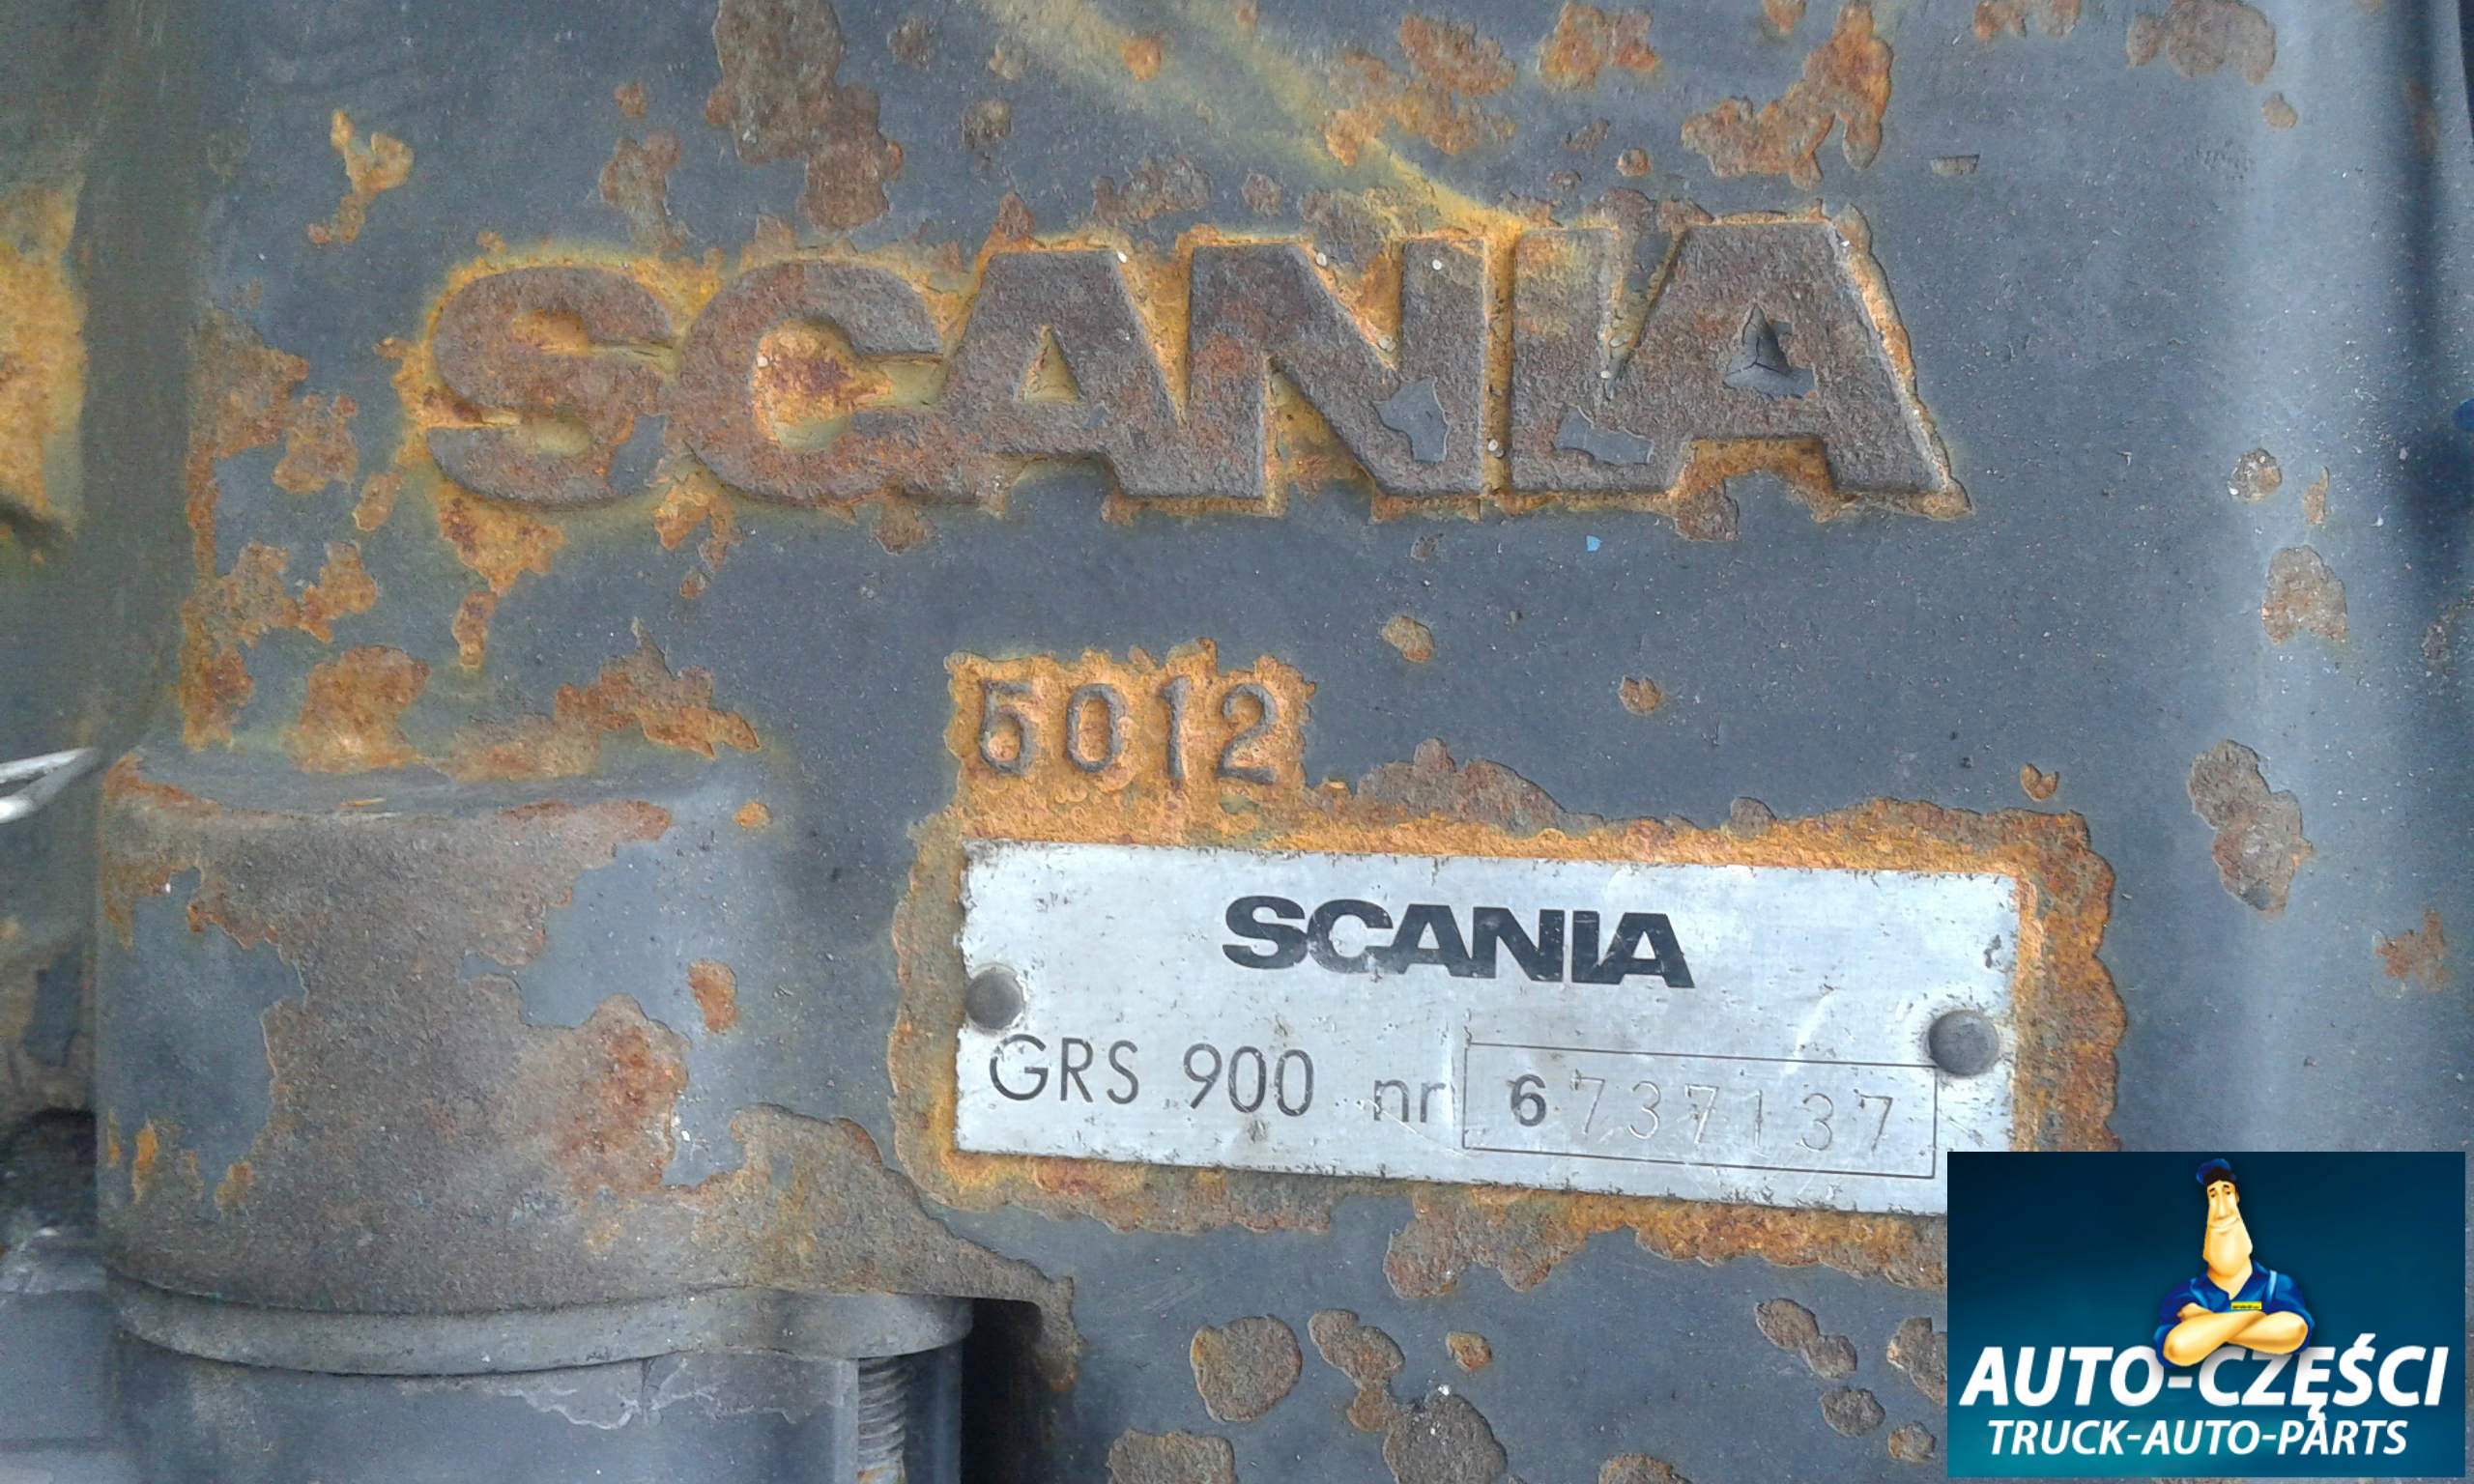 SCANIA
5012
SCANIA
GRS 900 nr 6737137
AUTO-CZĘŚCI
TRUCK-AUTO-PARTS